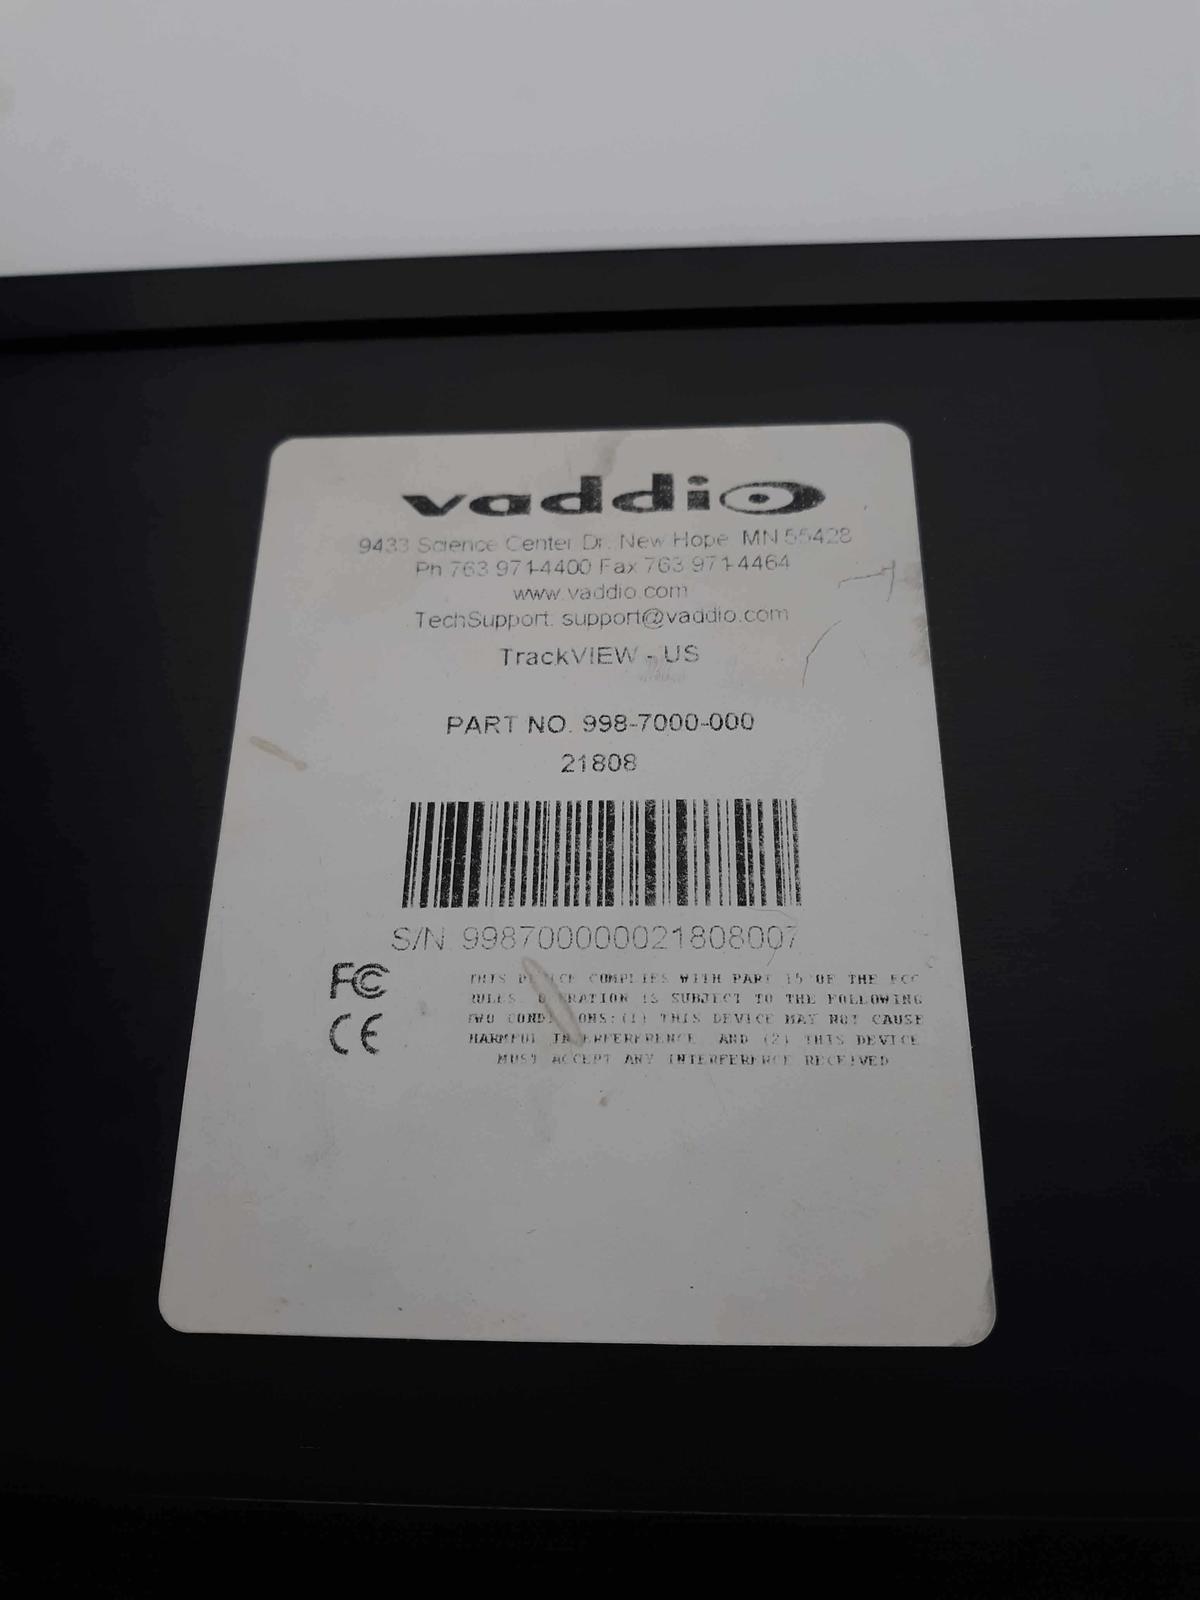 vaddio
9433 Science Center Dr. New Hope, MN 55428
Ph 763 971-4400 Fax 763 971-4464
www.vaddio.com
TechSupport: support@vaddio.com
TrackVIEW - US
PART NO. 998-7000-000
21808
S/N 998700000021808007
FC
CE
THIS DEVICE COMPLIES WITH PART 15 OF THE FCC
RULES. OPERATION IS SUBJECT TO THE FOLLOWING
TWO CONDITIONS:(1) THIS DEVICE MAY NOT CAUSE
HARMFUL INTERFERENCE, AND (2) THIS DEVICE
MUST ACCEPT ANY INTERFERENCE RECEIVED